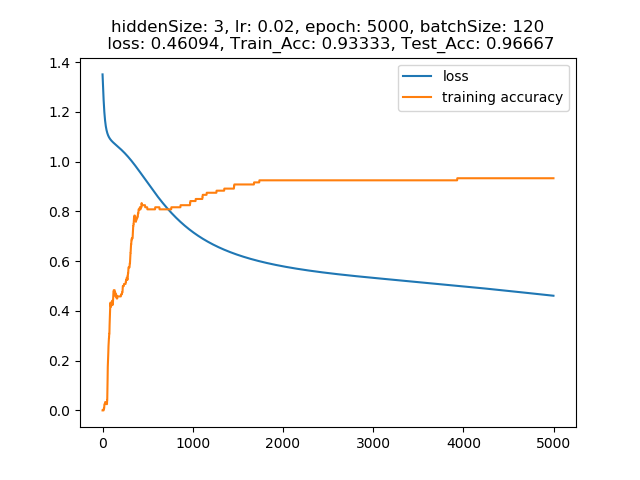 hiddenSize: 3, lr: 0.02, epoch: 5000, batchSize: 120
loss: 0.46094, Train_Acc: 0.93333, Test_Acc: 0.96667
loss
training accuracy
1.4
1.2
1.0
0.8
0.6
0.4
0.2
0.0
0 1000 2000 3000 4000 5000